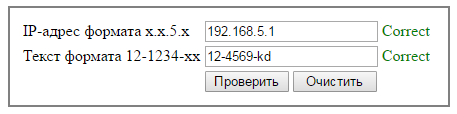 IP-адрес формата x.x.5.x 192.168.5.1 Correct
Текст формата 12-1234-xx 12-4569-kd Correct
Проверить Очистить